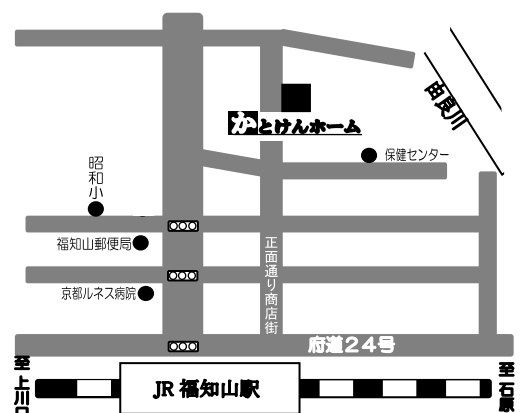 由良川
かとけんホーム
保健センター
昭和小
福知山郵便局
正面通り商店街
京都ルネス病院
府道24号
至上川口
JR 福知山駅
至石原